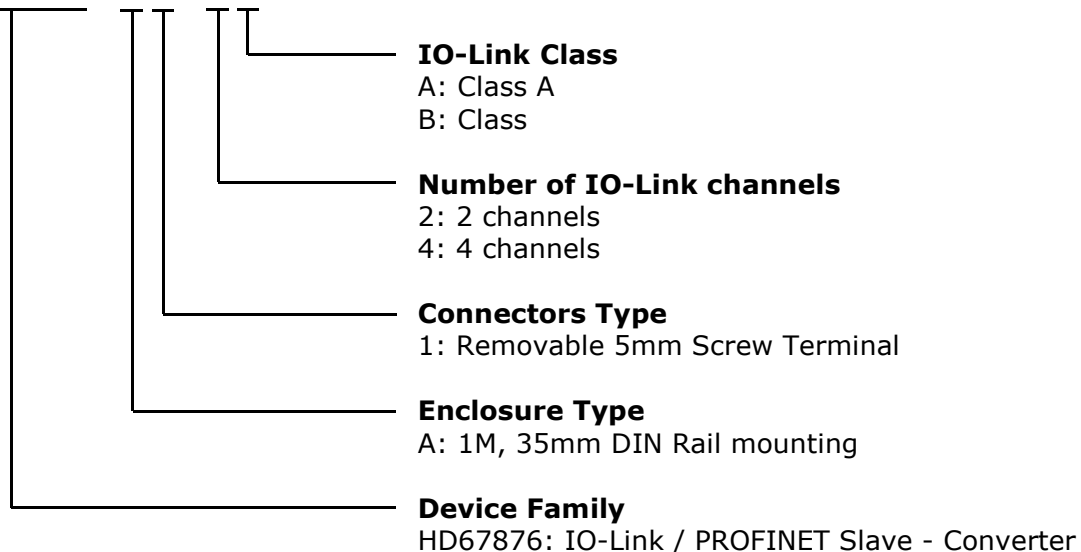 IO-Link Class
A: Class A
B: Class
Number of IO-Link channels
2: 2 channels
4: 4 channels
Connectors Type
1: Removable 5mm Screw Terminal
Enclosure Type
A: 1M, 35mm DIN Rail mounting
Device Family
HD67876: IO-Link / PROFINET Slave - Converter